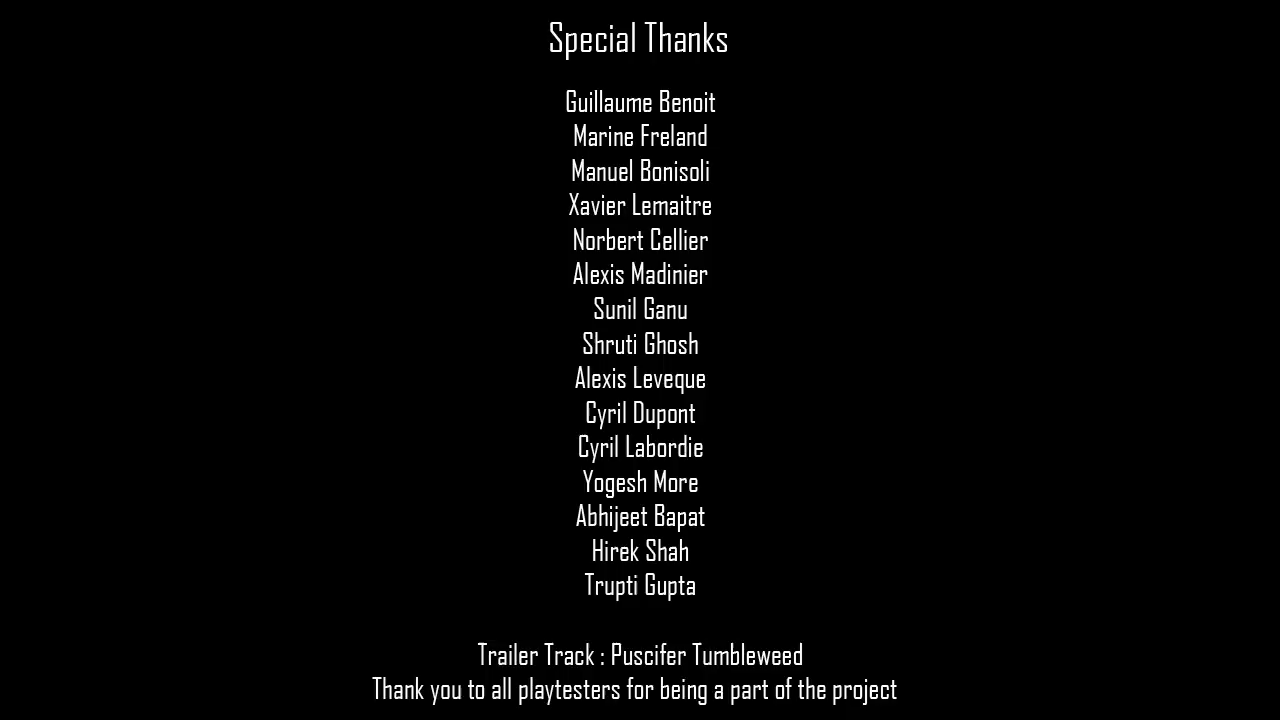 Special Thanks
Guillaume Benoit
Marine Freland
Manuel Bonisoli
Xavier Lemaitre
Norbert Cellier
Alexis Madinier
Sunil Ganu
Shruti Ghosh
Alexis Leveque
Cyril Dupont
Cyril Labordie
Yogesh More
Abhijeet Bapat
Hirek Shah
Trupti Gupta
Trailer Track : Puscifer Tumbleweed
Thank you to all playtesters for being a part of the project